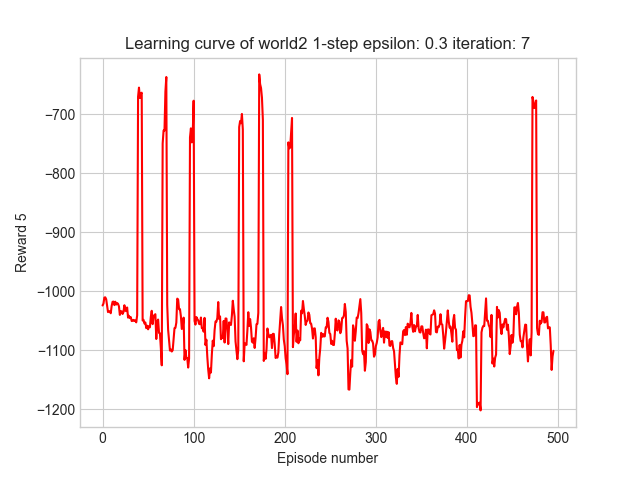 Learning curve of world2 1-step epsilon: 0.3 iteration: 7
−700
−800
−900
−1000
−1100
−1200
Reward 5
0 100 200 300 400 500
Episode number